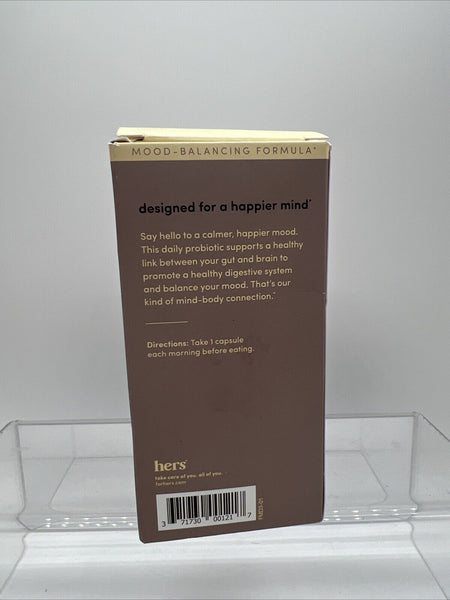 MOOD-BALANCING FORMULA*
designed for a happier mind*
Say hello to a calmer, happier mood.
This daily probiotic supports a healthy
link between your gut and brain to
promote a healthy digestive system
and balance your mood. That's our
kind of mind-body connection.*
Directions: Take 1 capsule
each morning before eating.
hers
take care of you. all of you.
forhers.com
3 71730 00121 7